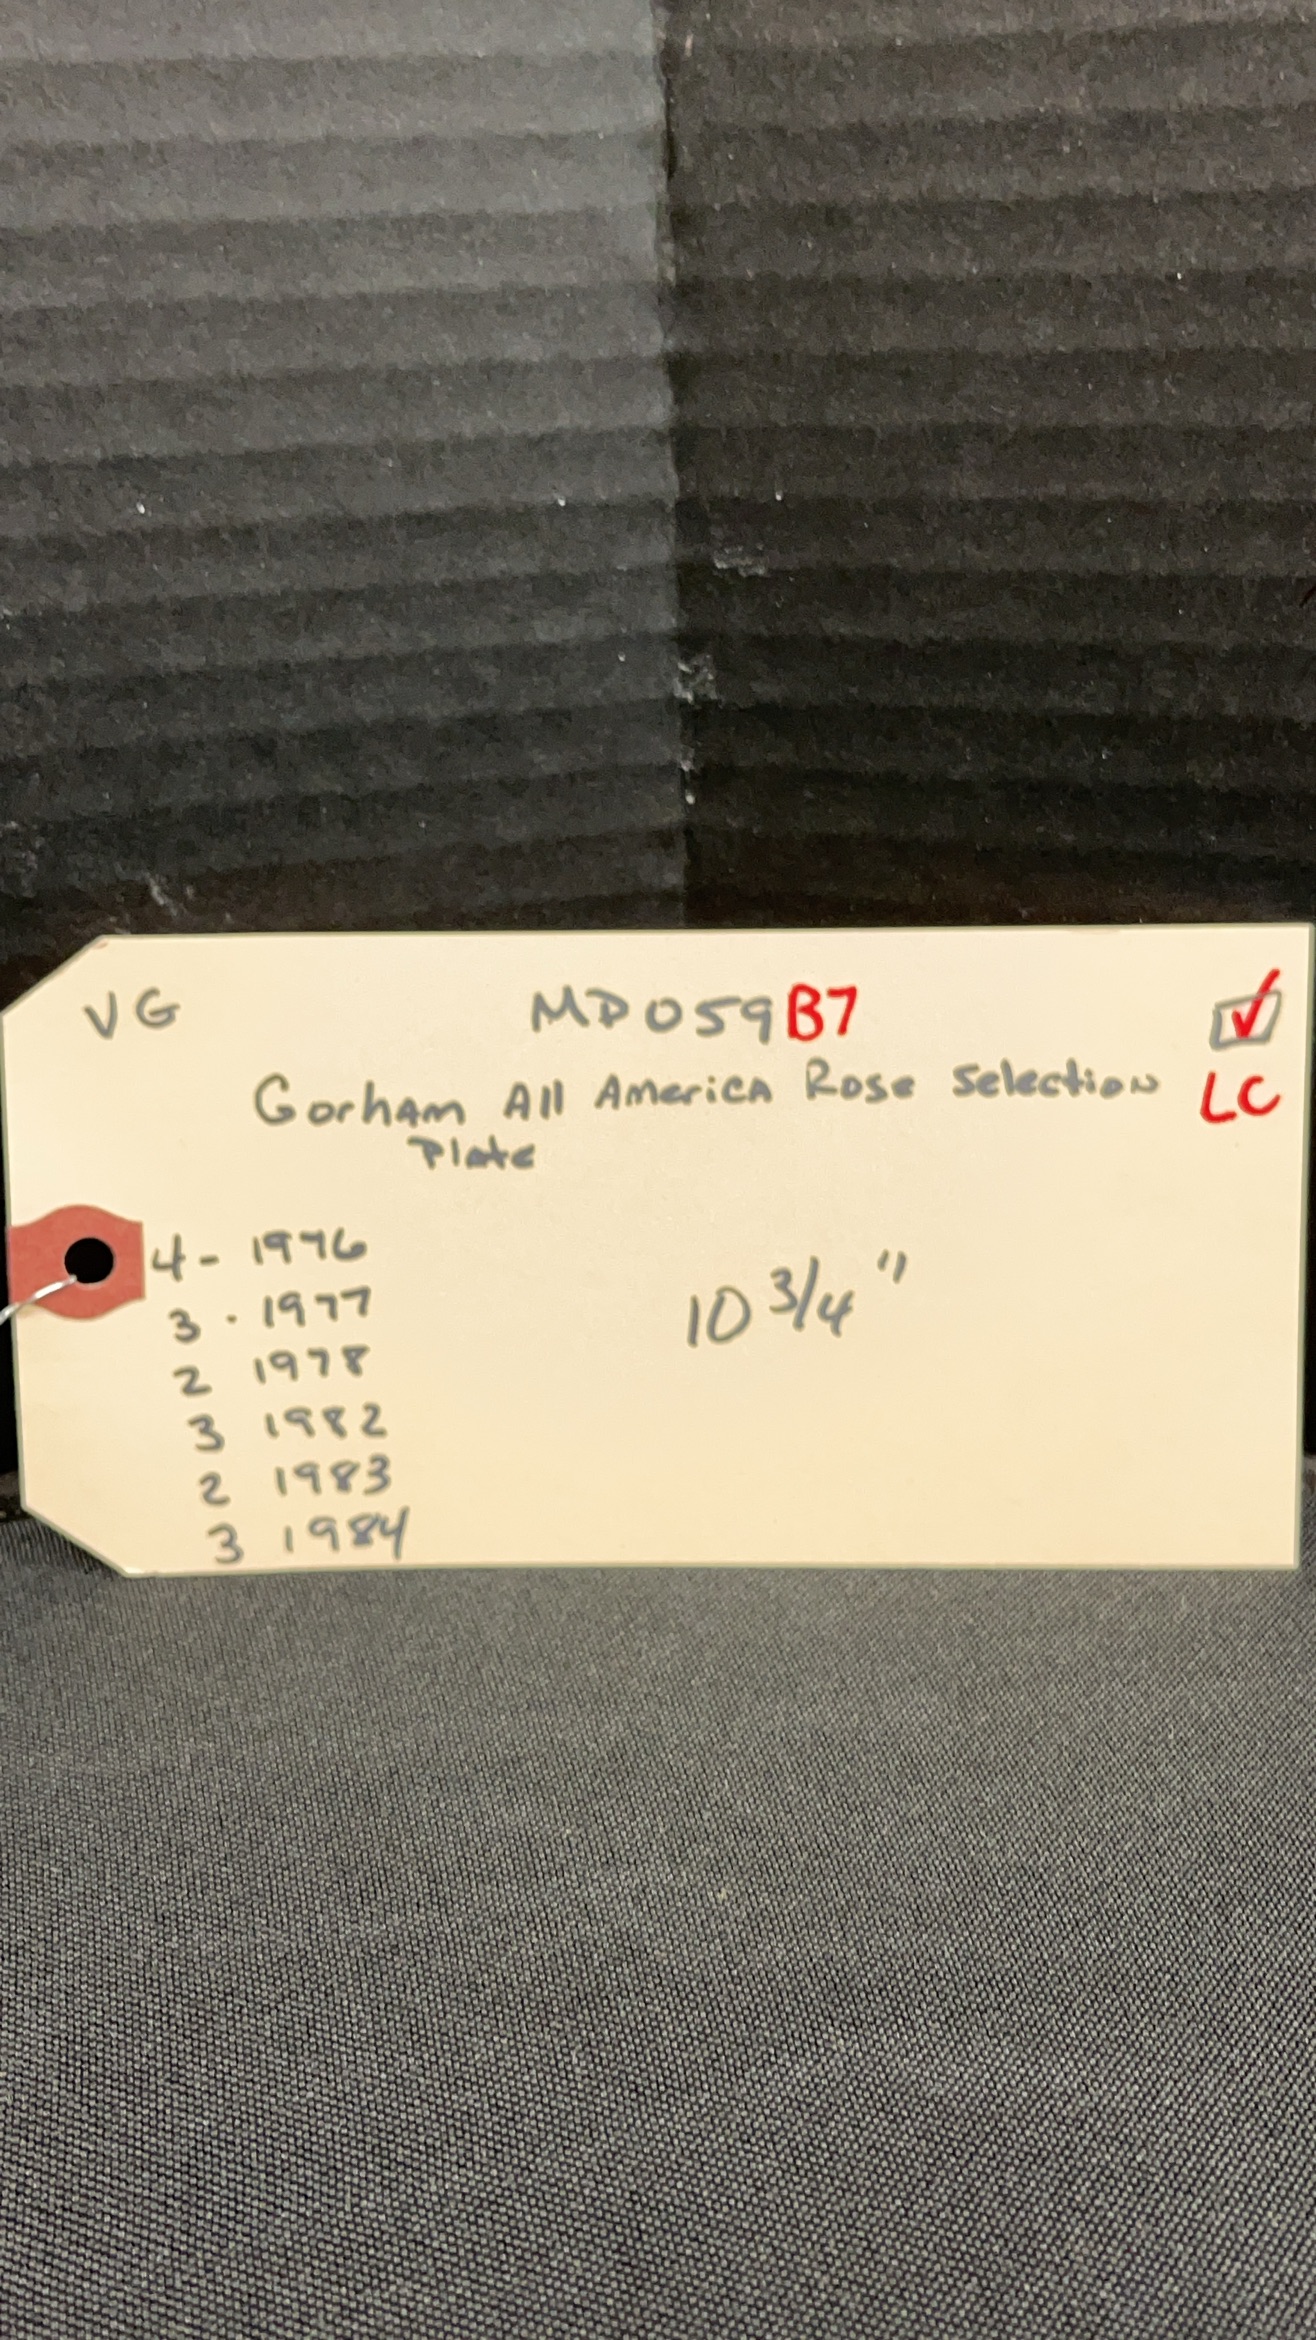 VG MD059B7
Gorham All America Rose Selection LC
Plate
4 - 1976
3 · 1977
10 3/4"
2 1978
3 1982
2 1983
3 1984